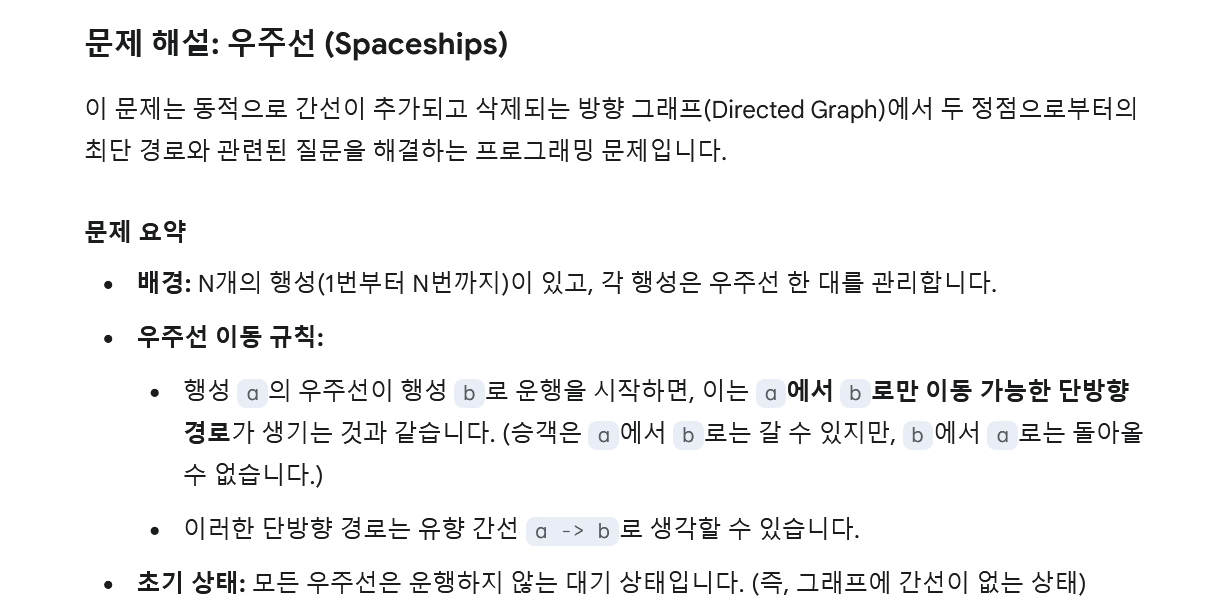 문제 해설: 우주선 (Spaceships)
이 문제는 동적으로 간선이 추가되고 삭제되는 방향 그래프(Directed Graph)에서 두 정점으로부터의
최단 경로와 관련된 질문을 해결하는 프로그래밍 문제입니다.
문제 요약
• 배경: N개의 행성(1번부터 N번까지)이 있고, 각 행성은 우주선 한 대를 관리합니다.
• 우주선 이동 규칙:
• 행성 a의 우주선이 행성 b로 운행을 시작하면, 이는 a에서 b로만 이동 가능한 단방향
경로가 생기는 것과 같습니다. (승객은 a에서 b로는 갈 수 있지만, b에서 a로는 돌아올
수 없습니다.)
• 이러한 단방향 경로는 유향 간선 a -> b로 생각할 수 있습니다.
• 초기 상태: 모든 우주선은 운행하지 않는 대기 상태입니다. (즉, 그래프에 간선이 없는 상태)